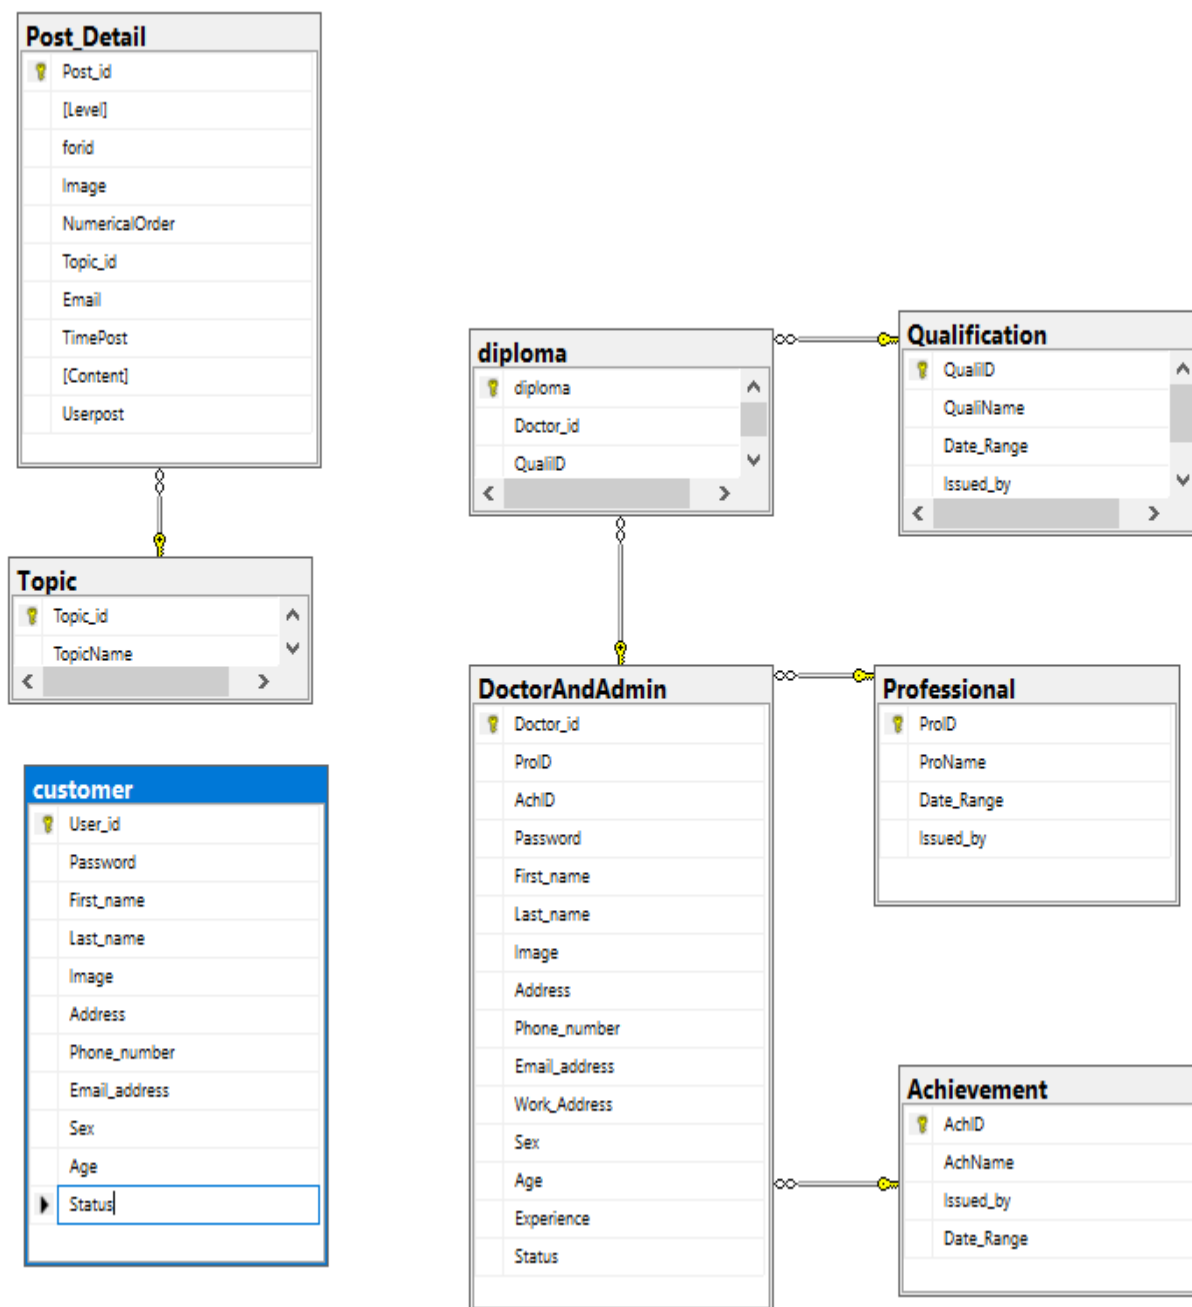 Post_Detail
Post_id
[Level]
forid
Image
NumericalOrder
Topic_id
Email
TimePost
[Content]
Userpost
Topic
Topic_id
TopicName
customer
User_id
Password
First_name
Last_name
Image
Address
Phone_number
Email_address
Sex
Age
Status
diploma
diploma
Doctor_id
QualiID
Qualification
QualiID
QualiName
Date_Range
Issued_by
DoctorAndAdmin
Doctor_id
ProID
AchID
Password
First_name
Last_name
Image
Address
Phone_number
Email_address
Work_Address
Sex
Age
Experience
Status
Professional
ProID
ProName
Date_Range
Issued_by
Achievement
AchID
AchName
Issued_by
Date_Range